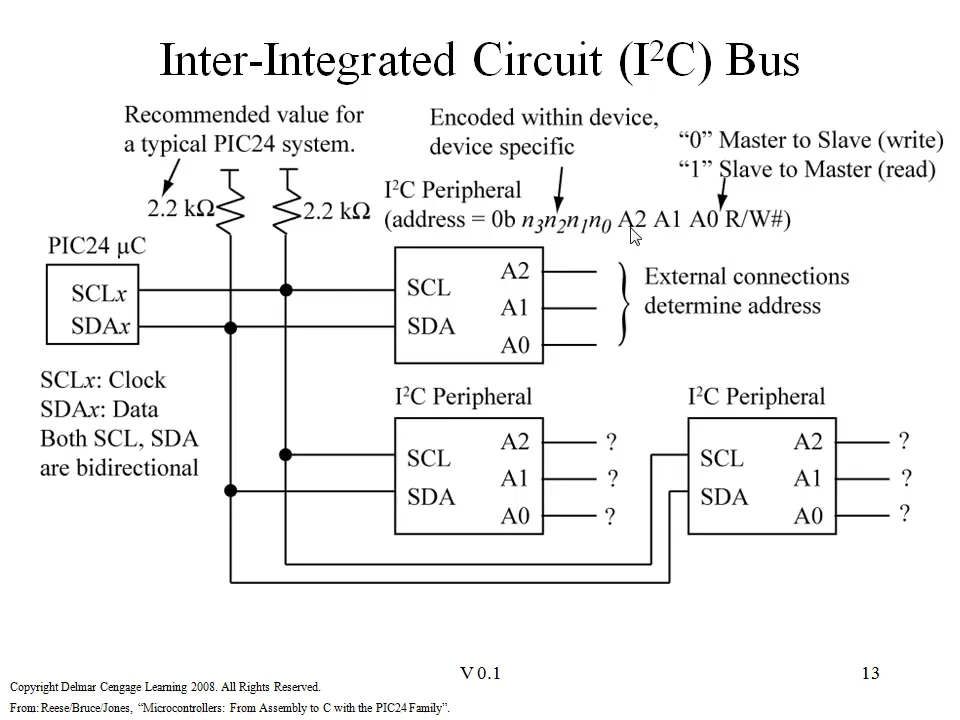 Inter-Integrated Circuit (I²C) Bus
Recommended value for
a typical PIC24 system.
Encoded within device,
device specific
“0” Master to Slave (write)
“1” Slave to Master (read)
2.2 kΩ
2.2 kΩ
I²C Peripheral
(address = 0b n₃n₂n₁n₀ A2 A1 A0 R/W#)
PIC24 µC
SCLx
SDAx
SCL
SDA
A2
A1
A0
External connections
determine address
SCLx: Clock
SDAx: Data
Both SCL, SDA
are bidirectional
I²C Peripheral
SCL
SDA
A2 ?
A1 ?
A0 ?
I²C Peripheral
SCL
SDA
A2 ?
A1 ?
A0 ?
V 0.1
13
Copyright Delmar Cengage Learning 2008. All Rights Reserved.
From: Reese/Bruce/Jones, “Microcontrollers: From Assembly to C with the PIC24 Family”.